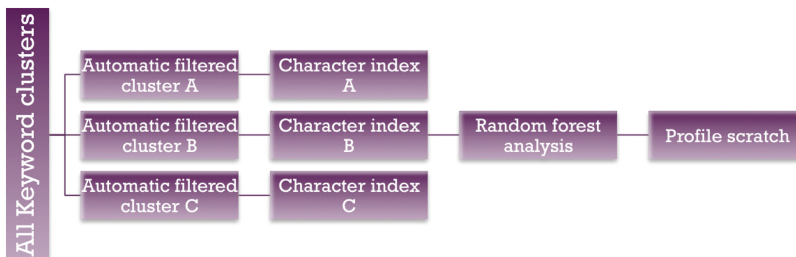 All Keyword clusters
Automatic filtered
cluster A
Character index
A
Automatic filtered
cluster B
Character index
B
Random forest
analysis
Profile scratch
Automatic filtered
cluster C
Character index
C